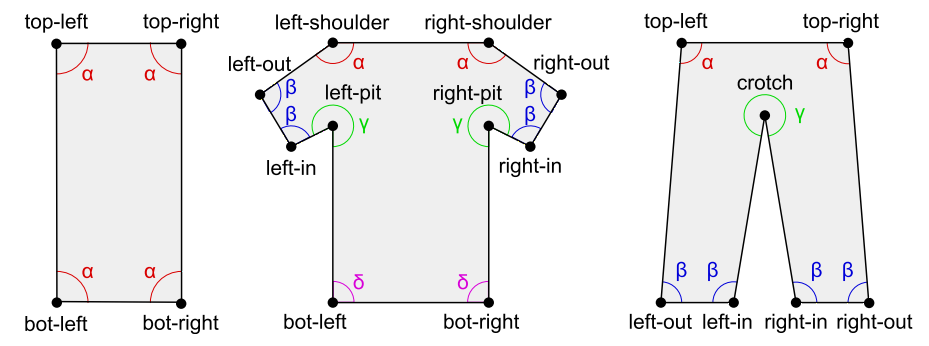 top-left top-right
α α
α α
bot-left bot-right
left-shoulder right-shoulder
α α
left-out right-out
β β
left-pit right-pit
β β
γ γ
left-in right-in
δ δ
bot-left bot-right
top-left top-right
α α
crotch
γ
β β β β
left-out left-in right-in right-out